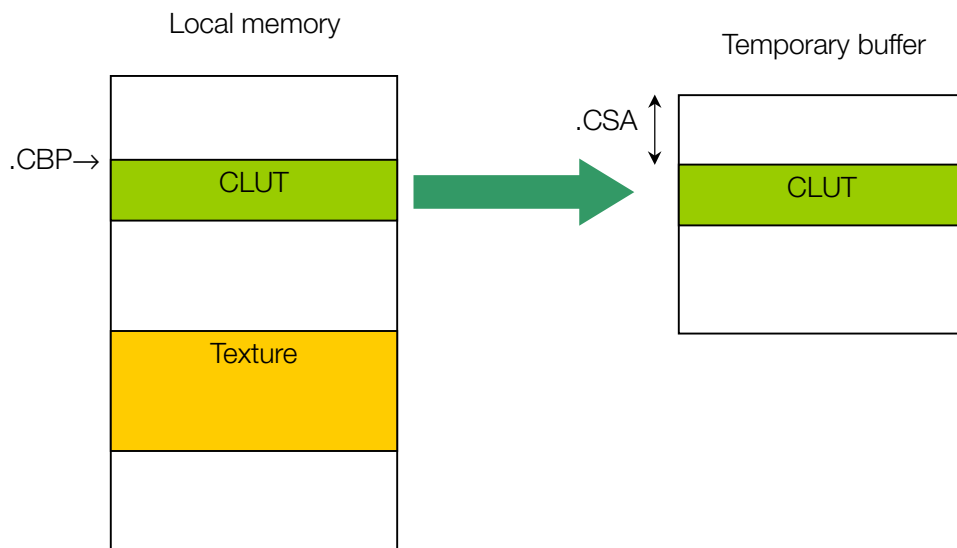 Local memory
Temporary buffer
.CSA
.CBP→
CLUT
CLUT
Texture